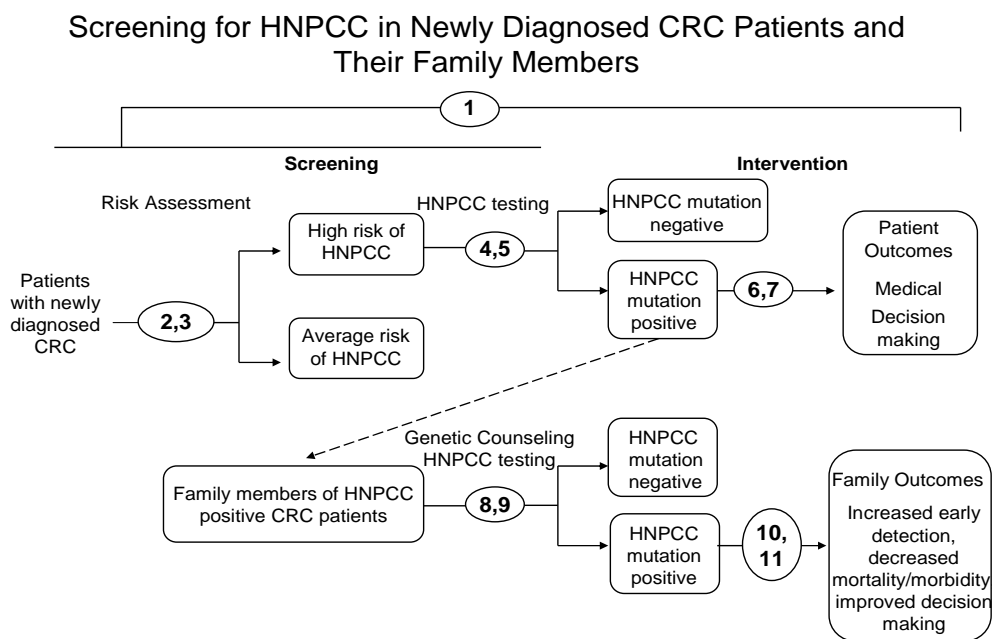 Screening for HNPCC in Newly Diagnosed CRC Patients and
Their Family Members
1
Screening
Intervention
Risk Assessment
HNPCC testing
High risk of
HNPCC
4,5
HNPCC mutation
negative
Patient
Outcomes
Medical
Decision
making
Patients
with newly
diagnosed
CRC
2,3
HNPCC
mutation
positive
6,7
Average risk
of HNPCC
Genetic Counseling
HNPCC testing
HNPCC
mutation
negative
Family members of HNPCC
positive CRC patients
8,9
HNPCC
mutation
positive
10,
11
Family Outcomes
Increased early
detection,
decreased
mortality/morbidity
improved decision
making